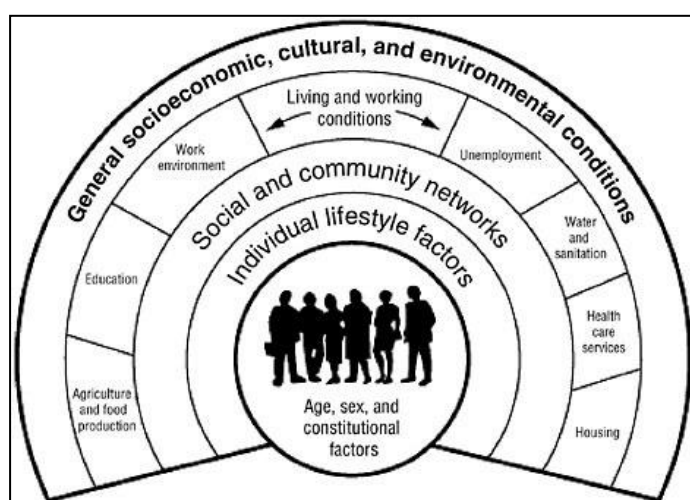 General socioeconomic, cultural, and environmental conditions
Living and working
conditions
Work
environment
Unemployment
Social and community networks
Water
and
sanitation
Education
Individual lifestyle factors
Health
care
services
Agriculture
and food
production
Age, sex, and
constitutional
factors
Housing